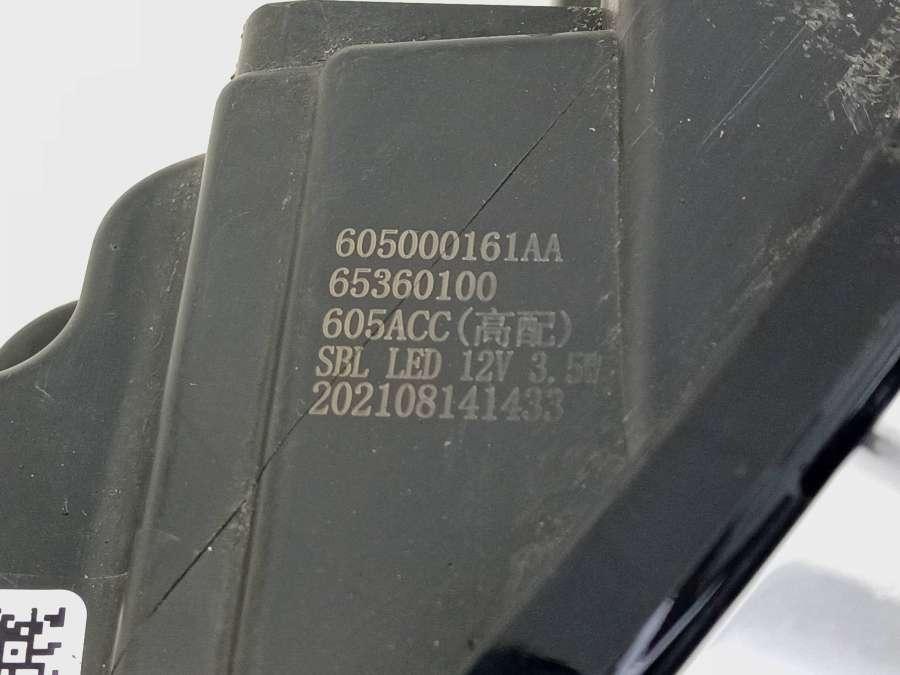 605000161AA
65360100
605ACC(高配)
SBL LED 12V 3.5W
202108141433